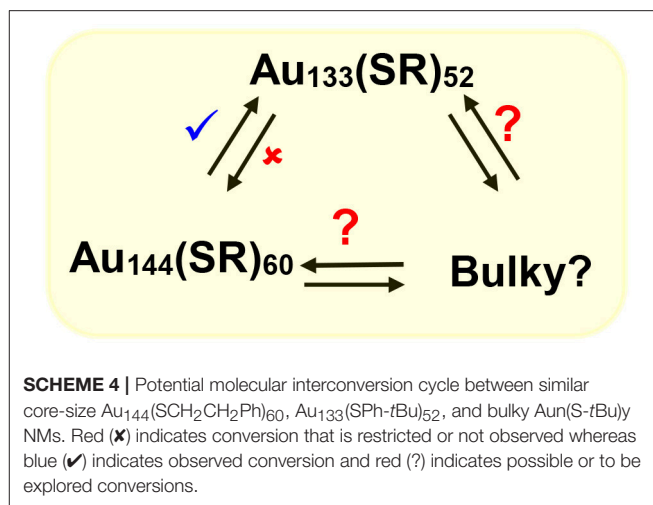 Au₁₃₃(SR)₅₂
✓ ✘ ?
?
Au₁₄₄(SR)₆₀ Bulky?
SCHEME 4 | Potential molecular interconversion cycle between similar
core-size Au₁₄₄(SCH₂CH₂Ph)₆₀, Au₁₃₃(SPh-tBu)₅₂, and bulky Aun(S-tBu)y
NMs. Red (✘) indicates conversion that is restricted or not observed whereas
blue (✔) indicates observed conversion and red (?) indicates possible or to be
explored conversions.